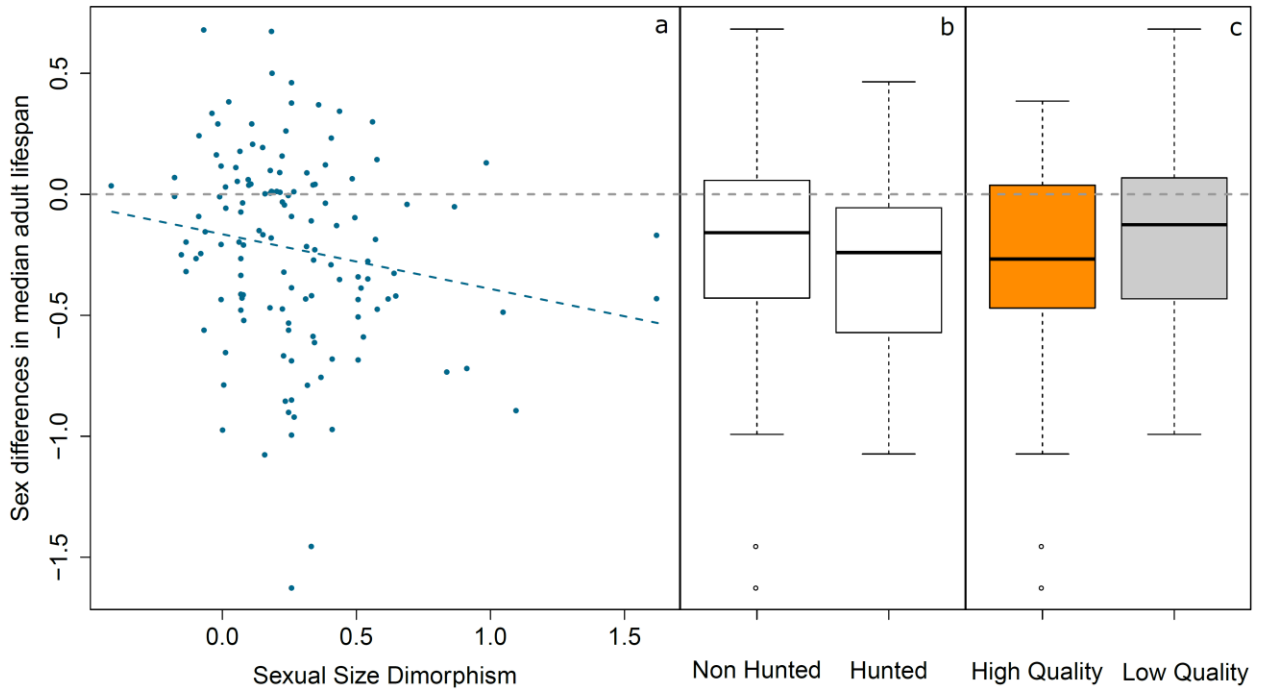 a
b
c
Sex differences in median adult lifespan
0.5
0.0
−0.5
−1.0
−1.5
0.0 0.5 1.0 1.5
Sexual Size Dimorphism
Non Hunted
Hunted
High Quality
Low Quality